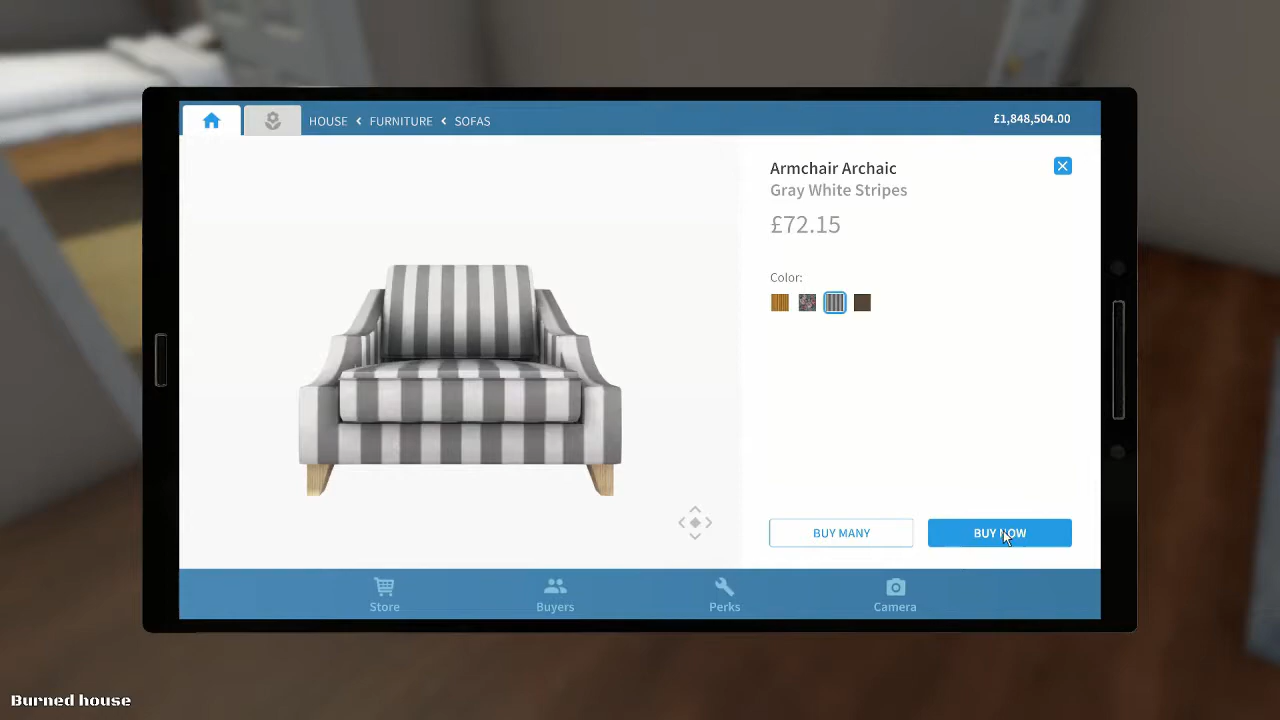 HOUSE < FURNITURE < SOFAS
£1,848,504.00
Armchair Archaic
Gray White Stripes
£72.15
Color:
BUY MANY
BUY NOW
Store
Buyers
Perks
Camera
Burned house